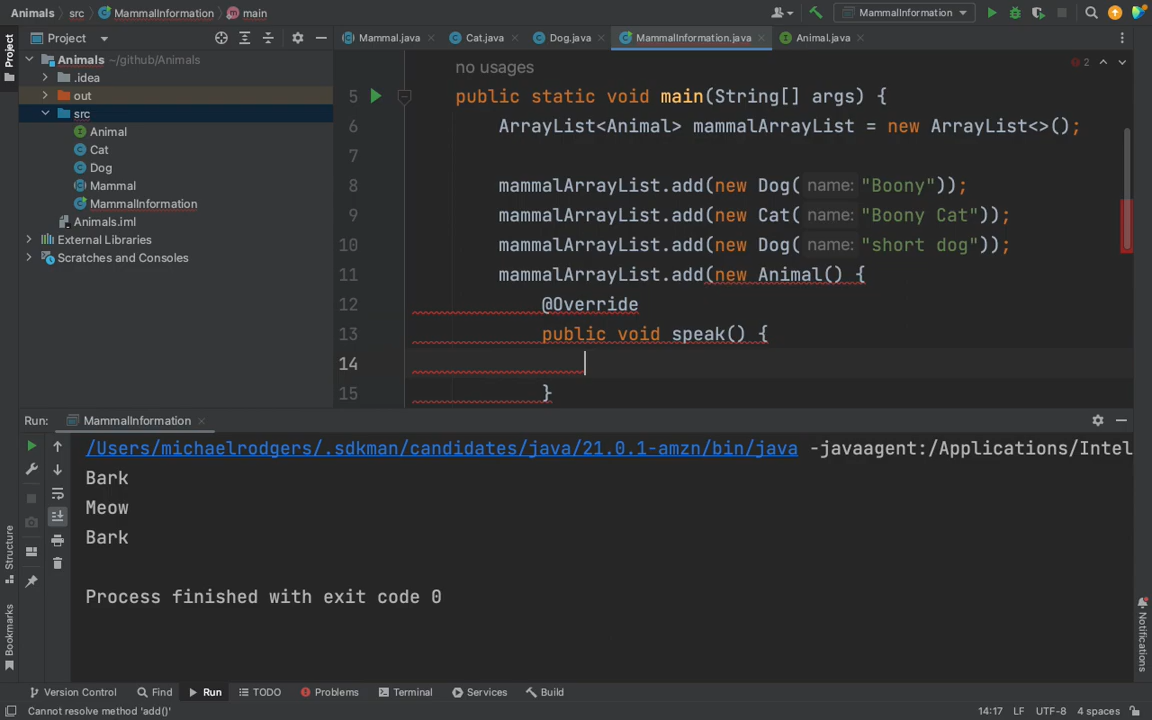 Animals src MammalInformation main MammalInformation
Project Project Mammal.java Cat.java Dog.java MammalInformation.java Animal.java
Animals ~/github/Animals
.idea
out
src
Animal
Cat
Dog
Mammal
MammalInformation
Animals.iml
External Libraries
Scratches and Consoles
no usages 2
5 public static void main(String[] args) {
6 ArrayList<Animal> mammalArrayList = new ArrayList<>();
7
8 mammalArrayList.add(new Dog( name: "Boony"));
9 mammalArrayList.add(new Cat( name: "Boony Cat"));
10 mammalArrayList.add(new Dog( name: "short dog"));
11 mammalArrayList.add(new Animal() {
12 @Override
13 public void speak() {
14
15 }
Run: MammalInformation
/Users/michaelrodgers/.sdkman/candidates/java/21.0.1-amzn/bin/java -javaagent:/Applications/Intel
Bark
Meow
Bark
Process finished with exit code 0
Structure
Bookmarks
Notifications
Version Control Find Run TODO Problems Terminal Services Build
Cannot resolve method 'add()' 14:17 LF UTF-8 4 spaces